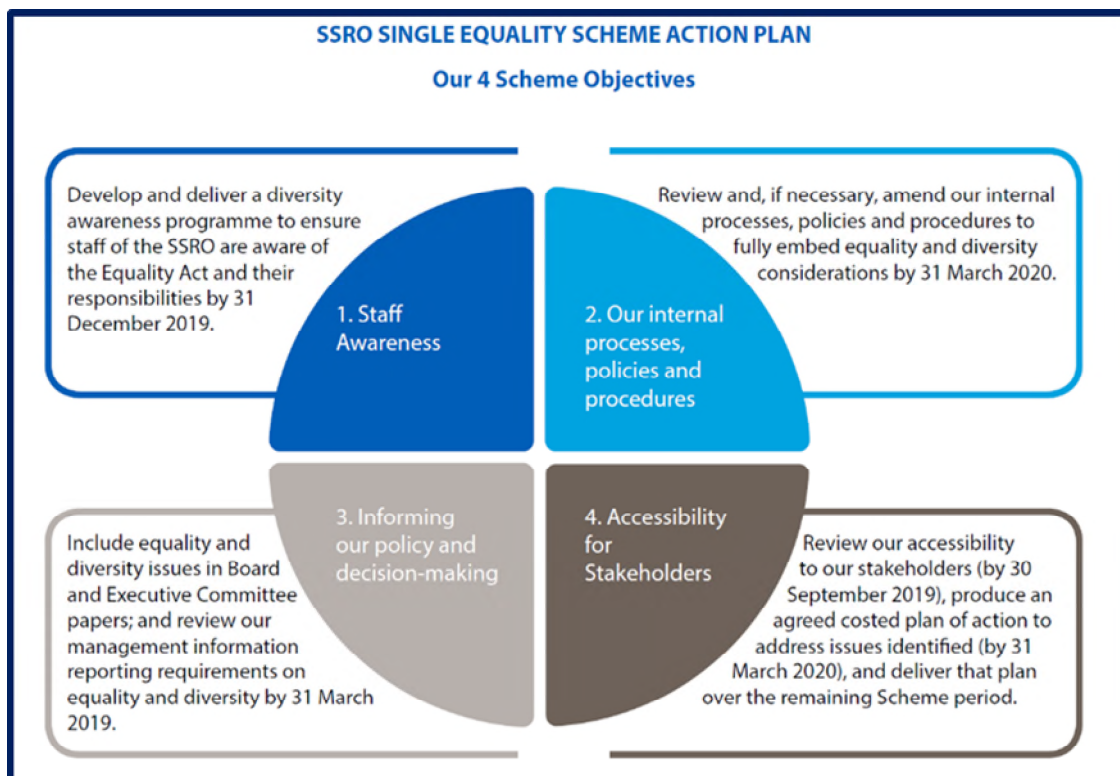 SSRO SINGLE EQUALITY SCHEME ACTION PLAN
Our 4 Scheme Objectives
Develop and deliver a diversity
awareness programme to ensure
staff of the SSRO are aware of
the Equality Act and their
responsibilities by 31
December 2019.
1. Staff
Awareness
Review and, if necessary, amend our internal
processes, policies and procedures to
fully embed equality and diversity
considerations by 31 March 2020.
2. Our internal
processes,
policies and
procedures
Include equality and
diversity issues in Board
and Executive Committee
papers; and review our
management information
reporting requirements on
equality and diversity by 31 March
2019.
3. Informing
our policy and
decision-making
4. Accessibility
for
Stakeholders
Review our accessibility
to our stakeholders (by 30
September 2019), produce an
agreed costed plan of action to
address issues identified (by 31
March 2020), and deliver that plan
over the remaining Scheme period.